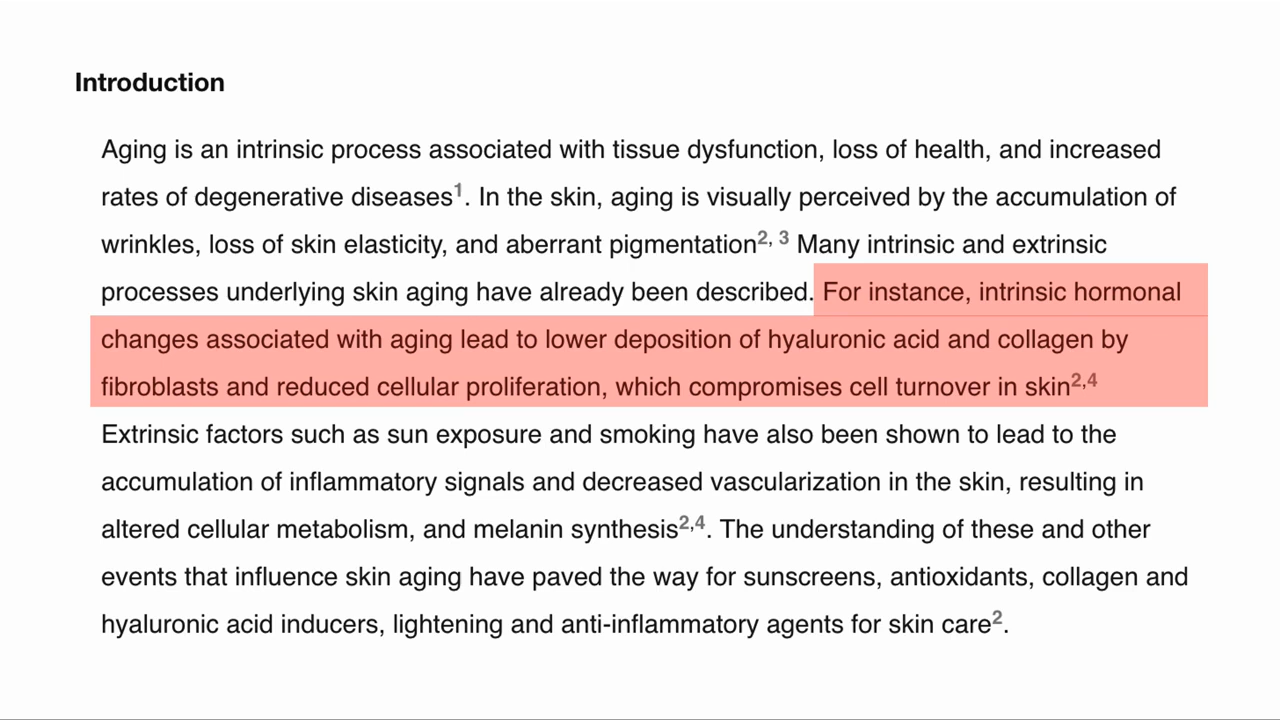 Introduction
Aging is an intrinsic process associated with tissue dysfunction, loss of health, and increased
rates of degenerative diseases1. In the skin, aging is visually perceived by the accumulation of
wrinkles, loss of skin elasticity, and aberrant pigmentation2, 3 Many intrinsic and extrinsic
processes underlying skin aging have already been described. For instance, intrinsic hormonal
changes associated with aging lead to lower deposition of hyaluronic acid and collagen by
fibroblasts and reduced cellular proliferation, which compromises cell turnover in skin2,4
Extrinsic factors such as sun exposure and smoking have also been shown to lead to the
accumulation of inflammatory signals and decreased vascularization in the skin, resulting in
altered cellular metabolism, and melanin synthesis2,4. The understanding of these and other
events that influence skin aging have paved the way for sunscreens, antioxidants, collagen and
hyaluronic acid inducers, lightening and anti-inflammatory agents for skin care2.